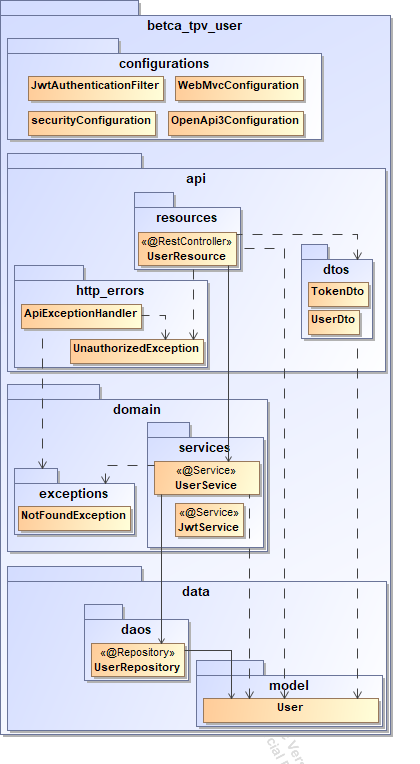 betca_tpv_user
configurations
JwtAuthenticationFilter
WebMvcConfiguration
securityConfiguration
OpenApi3Configuration
api
resources
«@RestController»
UserResource
dtos
TokenDto
UserDto
http_errors
ApiExceptionHandler
UnauthorizedException
domain
services
«@Service»
UserSevice
«@Service»
JwtService
exceptions
NotFoundException
data
daos
«@Repository»
UserRepository
model
User